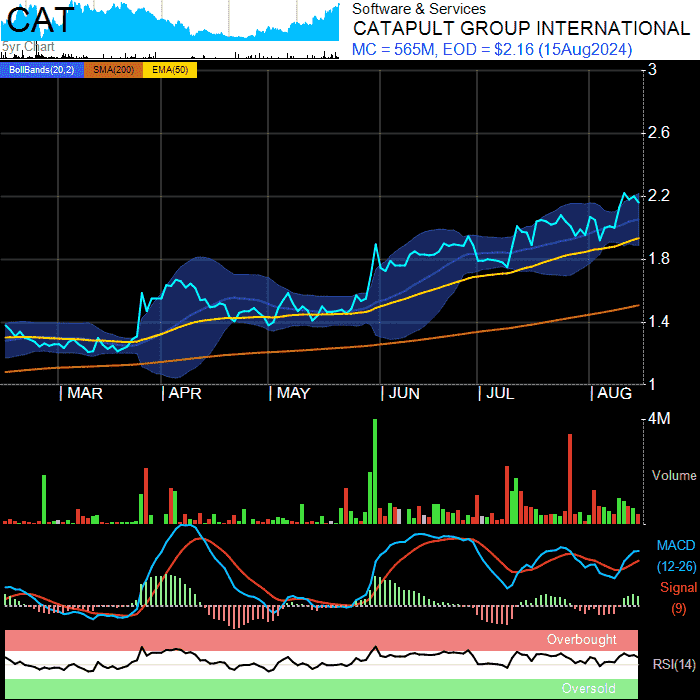 CAT
5yr Chart
Software & Services
CATAPULT GROUP INTERNATIONAL
MC = 565M, EOD = $2.16 (15Aug2024)
BollBands(20,2) SMA(200) EMA(50)
3
2.6
2.2
1.8
1.4
1
MAR APR MAY JUN JUL AUG
4M
Volume
MACD
(12-26)
Signal
(9)
Overbought
RSI(14)
Oversold